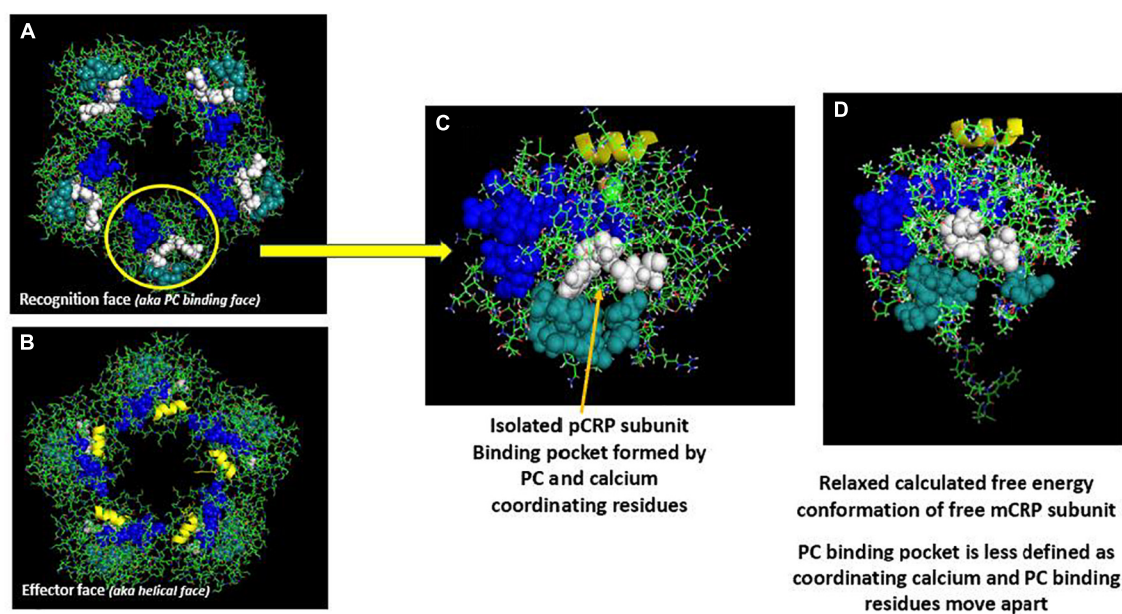 A
Recognition face (aka PC binding face)
B
Effector face (aka helical face)
C
Isolated pCRP subunit
Binding pocket formed by
PC and calcium
coordinating residues
D
Relaxed calculated free energy
conformation of free mCRP subunit
PC binding pocket is less defined as
coordinating calcium and PC binding
residues move apart